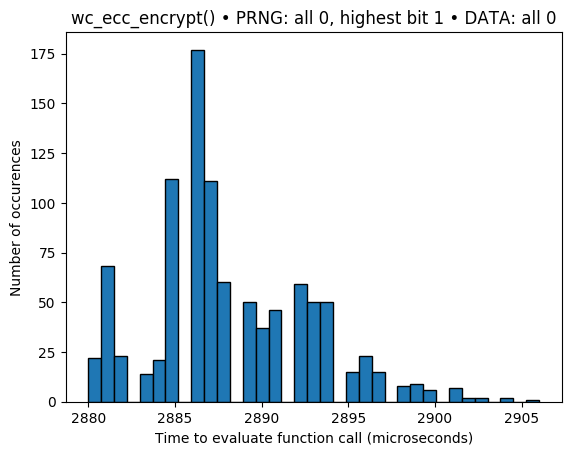 wc_ecc_encrypt() • PRNG: all 0, highest bit 1 • DATA: all 0
175
150
125
100
75
50
25
0
Number of occurences
2880 2885 2890 2895 2900 2905
Time to evaluate function call (microseconds)